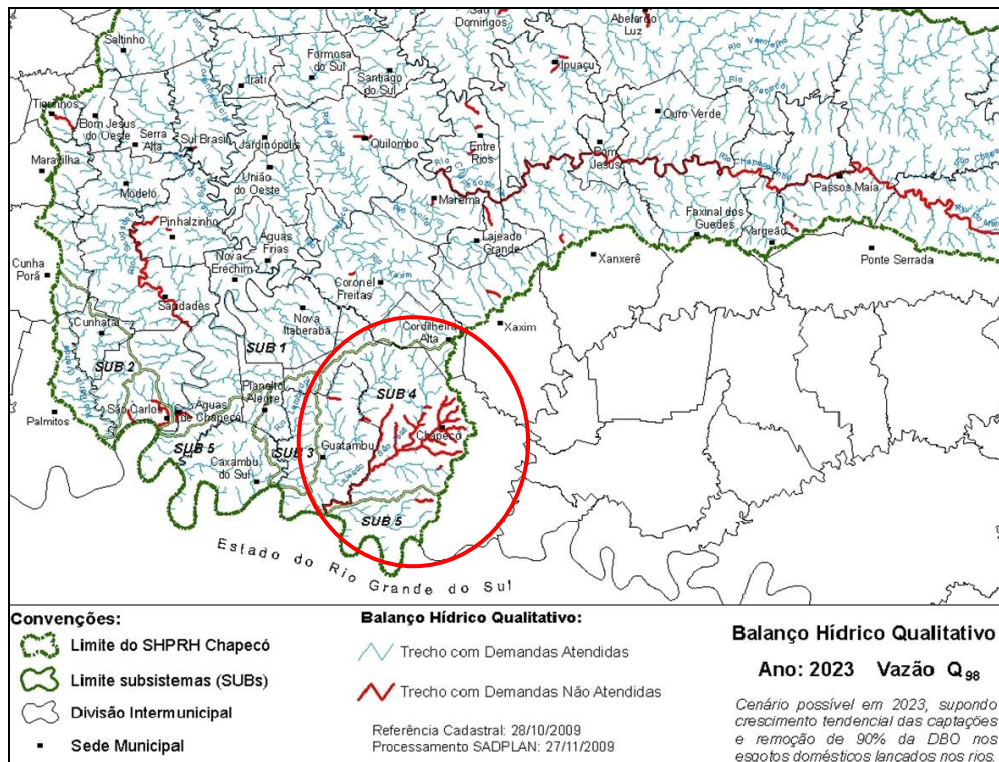 São
Domingos
Abelardo
Luz
Saltinho
Formosa
do Sul
Rio Vermelho
Irati
Santiago
do Sul
Ipuaçu
Tigrinhos
Bom Jesus
do Oeste
Serra
Alta
Sul Brasil
Jardinópolis
Quilombo
Entre
Rios
Ouro Verde
Bom
Jesus
Maravilha
União
do Oeste
Modelo
Marema
Passos Maia
Pinhalzinho
Faxinal dos
Guedes
Vargeão
Lajeado
Grande
Águas
Frias
Nova
Erechim
Xanxerê
Ponte Serrada
Cunha
Porã
Coronel
Freitas
Saudades
Nova
Itaberaba
Xaxim
Cunhataí
Cordilheira
Alta
SUB 1
SUB 2
SUB 4
Planalto
Alegre
Palmitos
São Carlos
Águas
de Chapecó
Chapecó
SUB 5
SUB 3
Guatambu
Caxambu
do Sul
SUB 5
Estado do Rio Grande do Sul
Convenções:
Limite do SHPRH Chapecó
Limite subsistemas (SUBs)
Divisão Intermunicipal
Sede Municipal
Balanço Hídrico Qualitativo:
Trecho com Demandas Atendidas
Trecho com Demandas Não Atendidas
Referência Cadastral: 28/10/2009
Processamento SADPLAN: 27/11/2009
Balanço Hídrico Qualitativo
Ano: 2023 Vazão Q98
Cenário possível em 2023, supondo
crescimento tendencial das captações
e remoção de 90% da DBO nos
esgotos domésticos lançados nos rios.